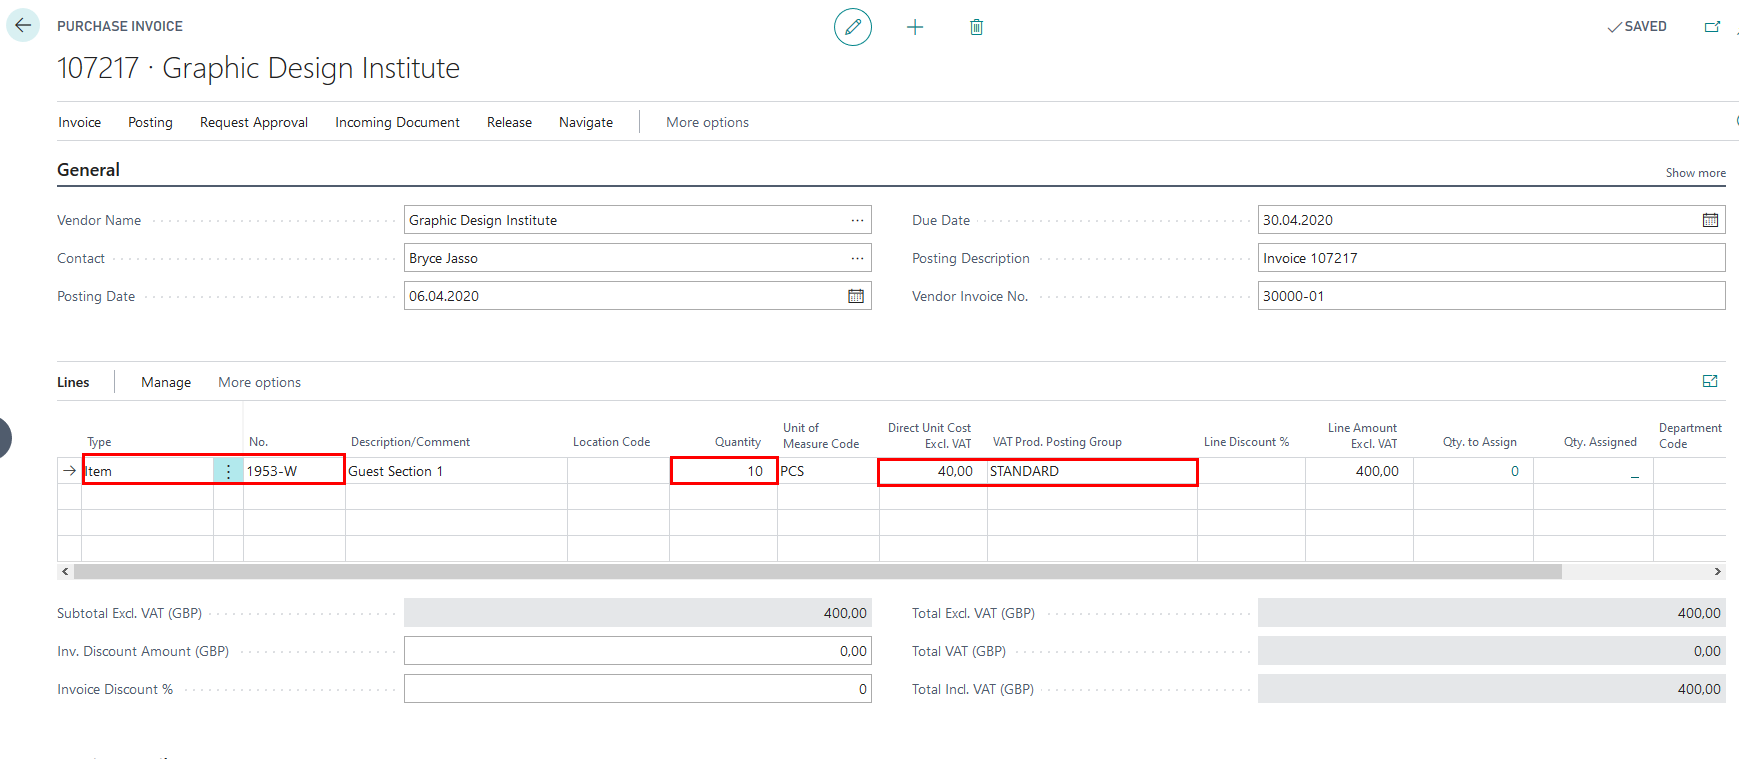 PURCHASE INVOICE
SAVED
107217 · Graphic Design Institute
Invoice Posting Request Approval Incoming Document Release Navigate More options
General Show more
Vendor Name Graphic Design Institute ... Due Date 30.04.2020
Contact Bryce Jasso ... Posting Description Invoice 107217
Posting Date 06.04.2020 Vendor Invoice No. 30000-01
Lines Manage More options
Type No. Description/Comment Location Code Quantity Unit of Measure Code Direct Unit Cost Excl. VAT VAT Prod. Posting Group Line Discount % Line Amount Excl. VAT Qty. to Assign Qty. Assigned Department Code
Item 1953-W Guest Section 1 10 PCS 40,00 STANDARD 400,00 0 _
Subtotal Excl. VAT (GBP) 400,00 Total Excl. VAT (GBP) 400,00
Inv. Discount Amount (GBP) 0,00 Total VAT (GBP) 0,00
Invoice Discount % 0 Total Incl. VAT (GBP) 400,00